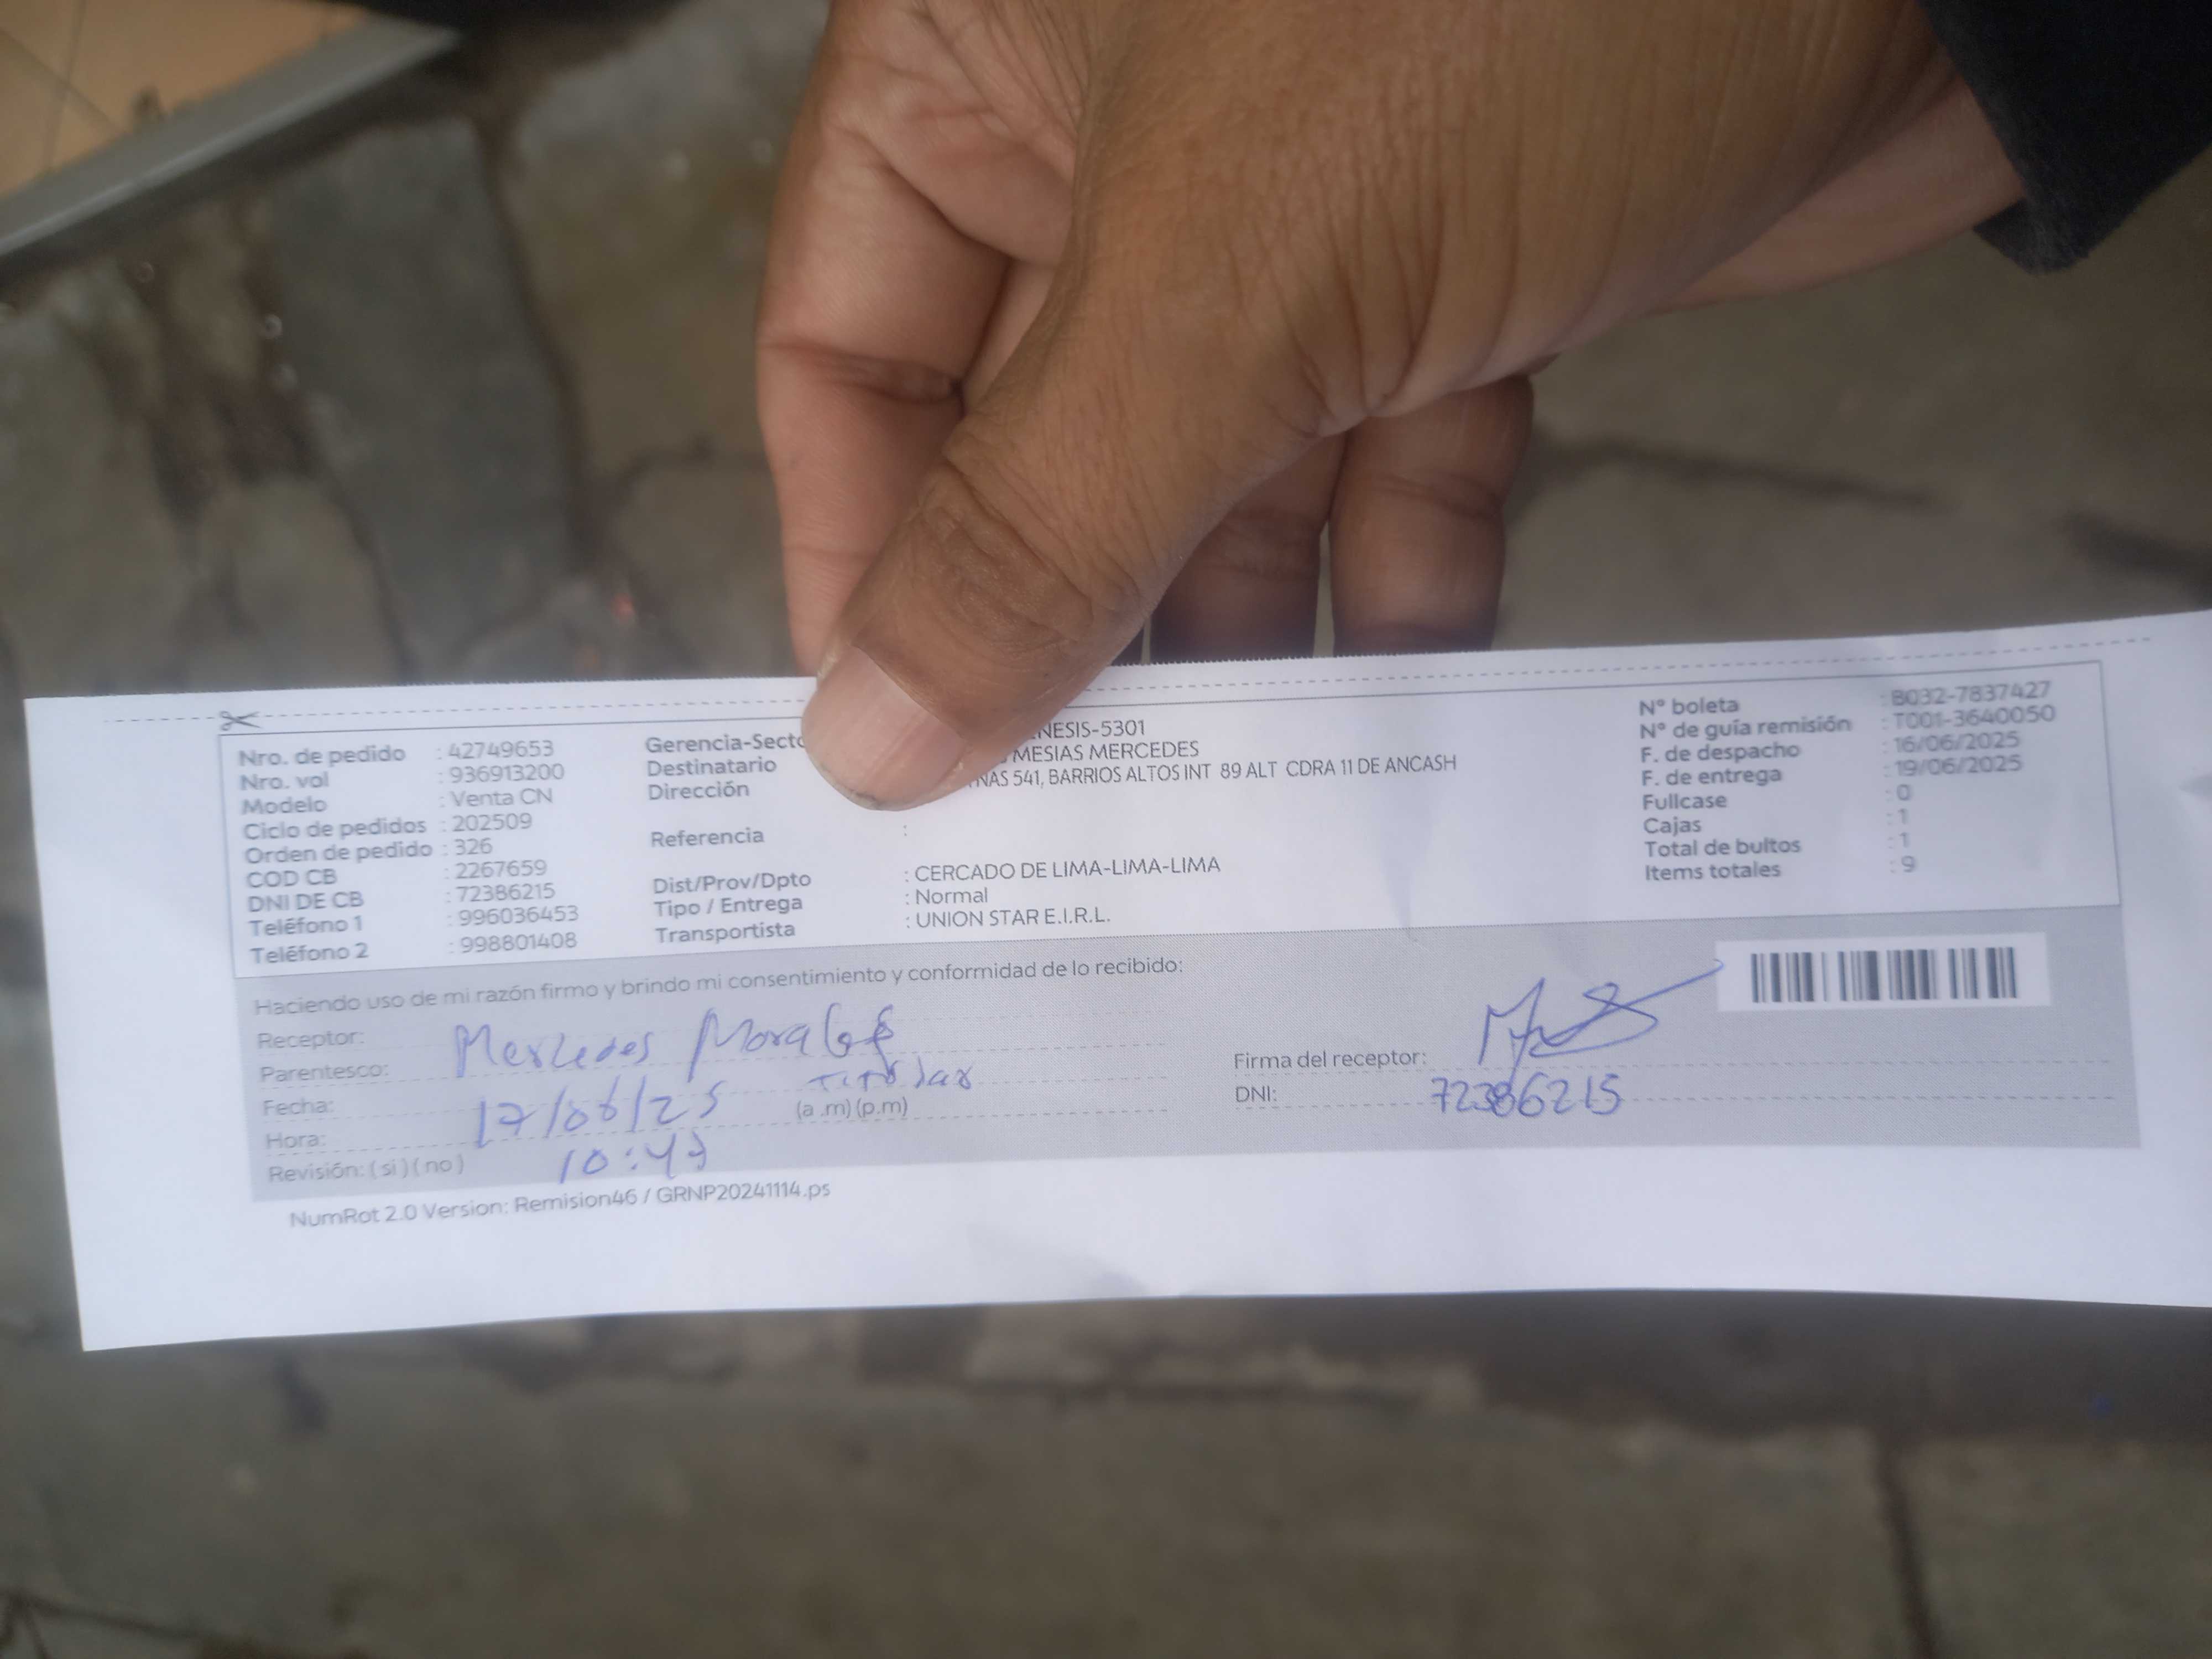 Nro. de pedido : 42749653
Nro. vol : 936913200
Modelo : Venta CN
Ciclo de pedidos : 202509
Orden de pedido : 326
COD CB : 2267659
DNI DE CB : 72386215
Teléfono 1 : 996036453
Teléfono 2 : 998801408
Gerencia-Secto NESIS-5301
Destinatario MESIAS MERCEDES
Dirección NAS 541, BARRIOS ALTOS INT 89 ALT CDRA 11 DE ANCASH
Referencia :
Dist/Prov/Dpto : CERCADO DE LIMA-LIMA-LIMA
Tipo / Entrega : Normal
Transportista : UNION STAR E.I.R.L.
N° boleta : B032-7837427
N° de guía remisión : T001-3640050
F. de despacho : 16/06/2025
F. de entrega : 19/06/2025
Fullcase : 0
Cajas : 1
Total de bultos : 1
Items totales : 9
Haciendo uso de mi razón firmo y brindo mi consentimiento y conformidad de lo recibido:
Receptor: Mercedes Morales
Parentesco: Titular
Fecha: 17/06/25 (a .m) (p.m)
Hora: 10:43
Revisión: ( si ) ( no )
Firma del receptor:
DNI: 72386215
NumRot 2.0 Version: Remision46 / GRNP20241114.ps